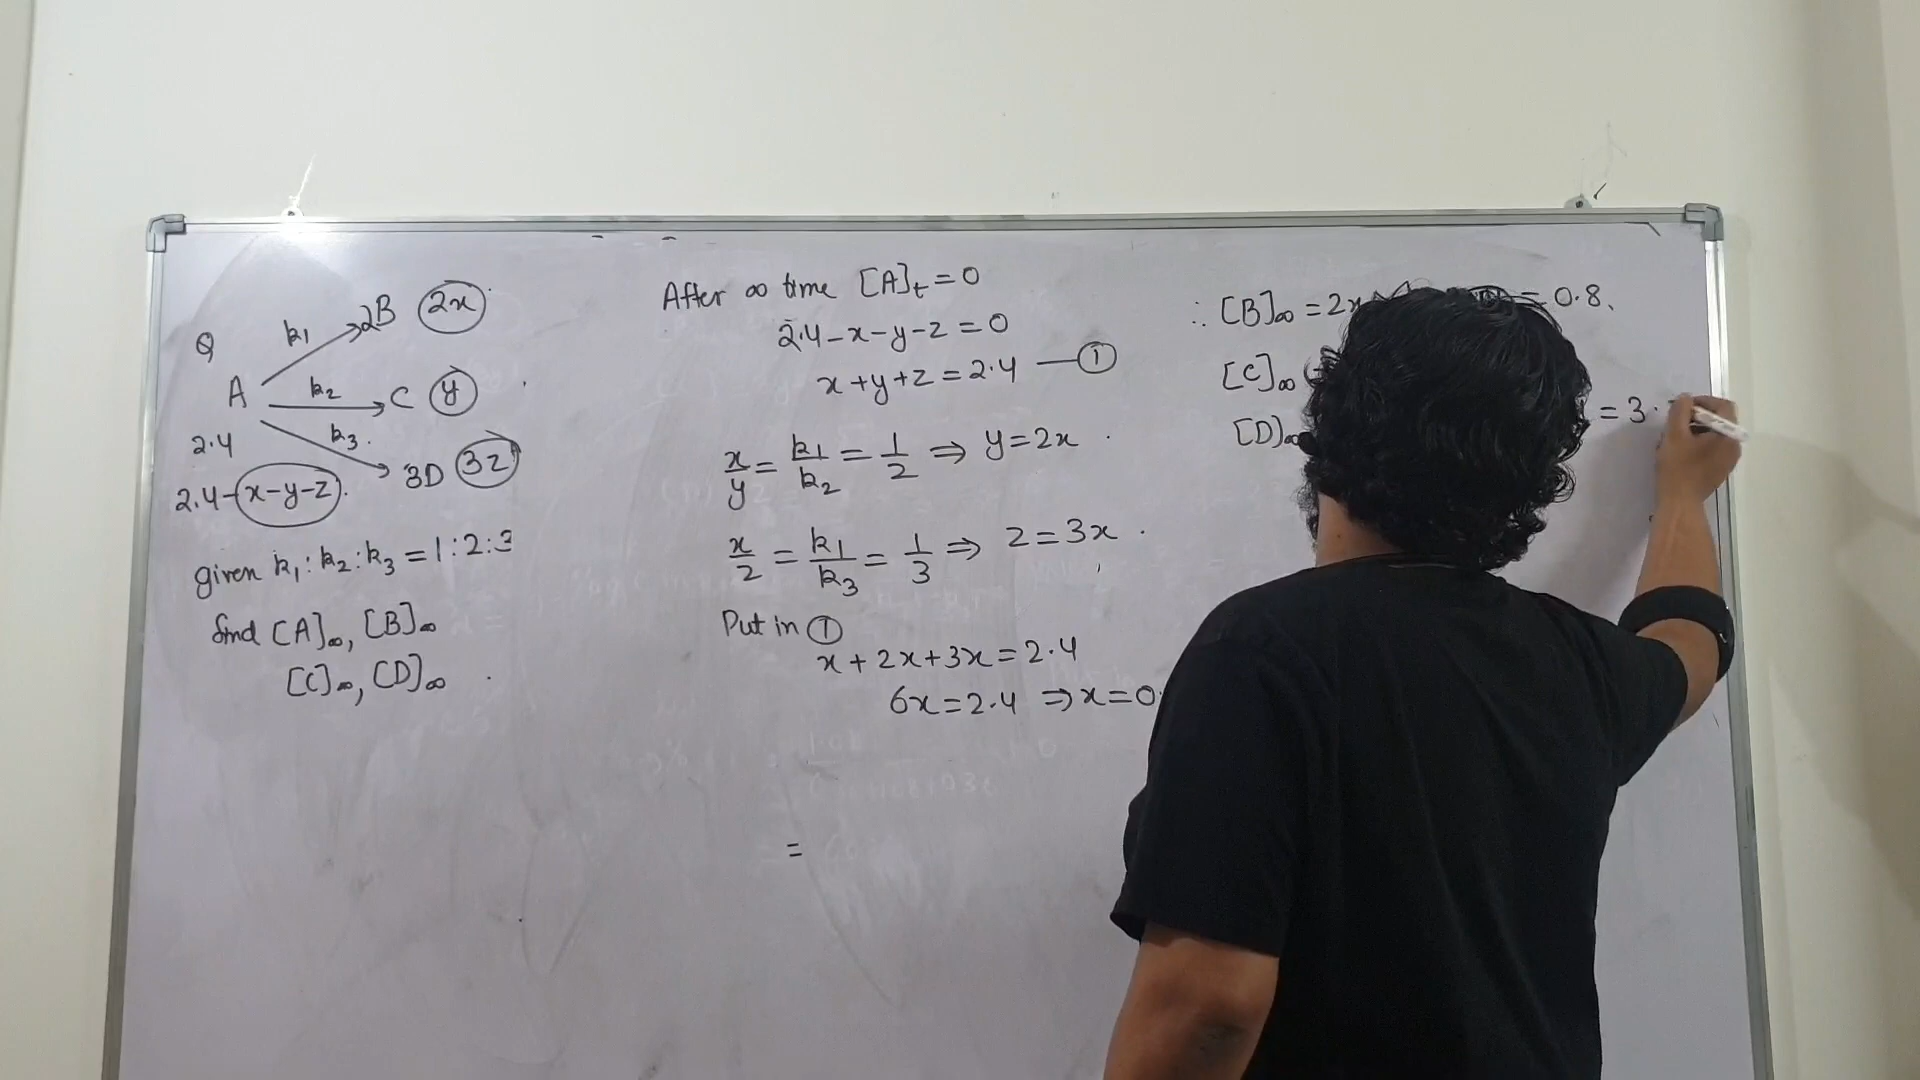 Q
k1 2B 2x
A k2 C y
2.4 k3. 3D 3z
2.4-x-y-z.
given k1:k2:k3 = 1:2:3
find [A]∞, [B]∞
[C]∞, [D]∞
After ∞ time [A]t = 0
2.4-x-y-z = 0
x+y+z = 2.4 — ①
x/y = k1/k2 = 1/2 ⇒ y = 2x
x/z = k1/k3 = 1/3 ⇒ z = 3x
Put in ①
x+2x+3x = 2.4
6x = 2.4 ⇒ x = 0.
∴ [B]∞ = 2x = 0.8
[C]∞
[D]∞ = 3.
=